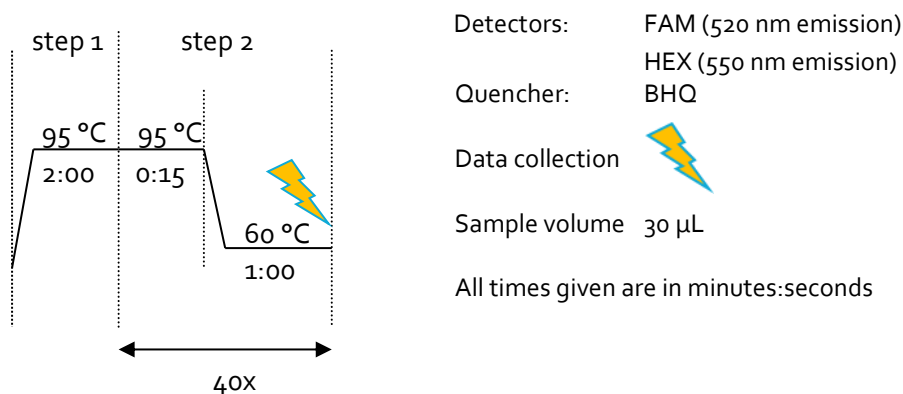 step 1
step 2
95 °C
95 °C
2:00
0:15
60 °C
1:00
40x
Detectors: FAM (520 nm emission)
HEX (550 nm emission)
Quencher: BHQ
Data collection
Sample volume 30 µL
All times given are in minutes:seconds